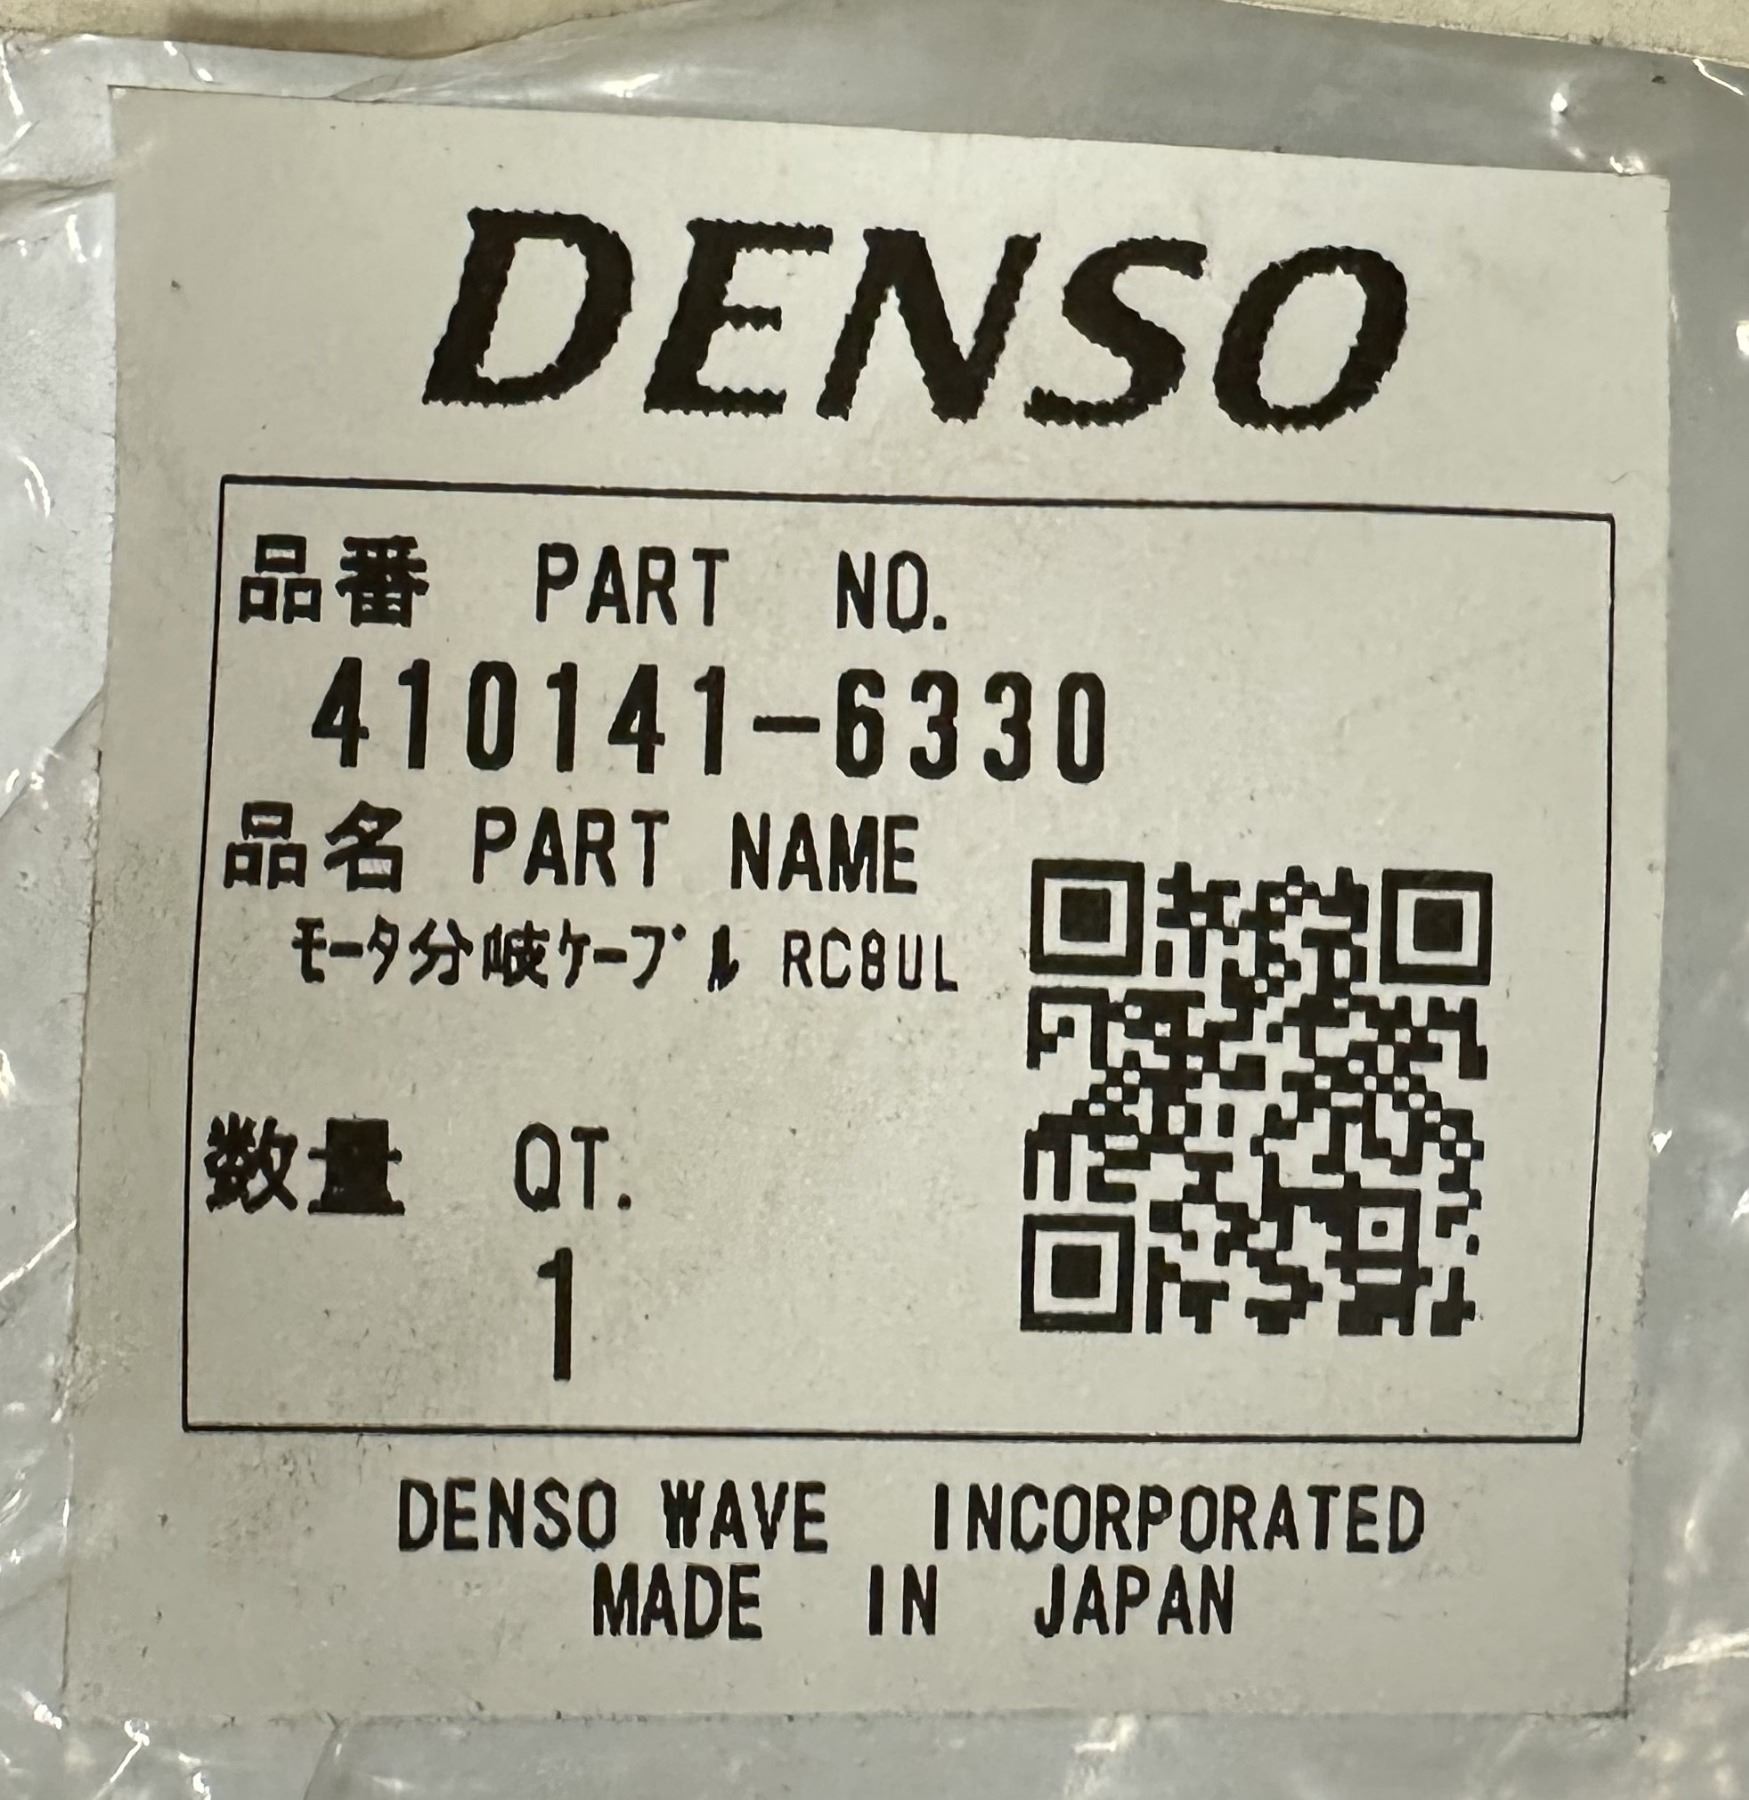 DENSO
品番 PART NO.
410141-6330
品名 PART NAME
ﾓｰﾀ分岐ｹｰﾌﾞﾙ RC8UL
数量 QT.
1
DENSO WAVE INCORPORATED
MADE IN JAPAN